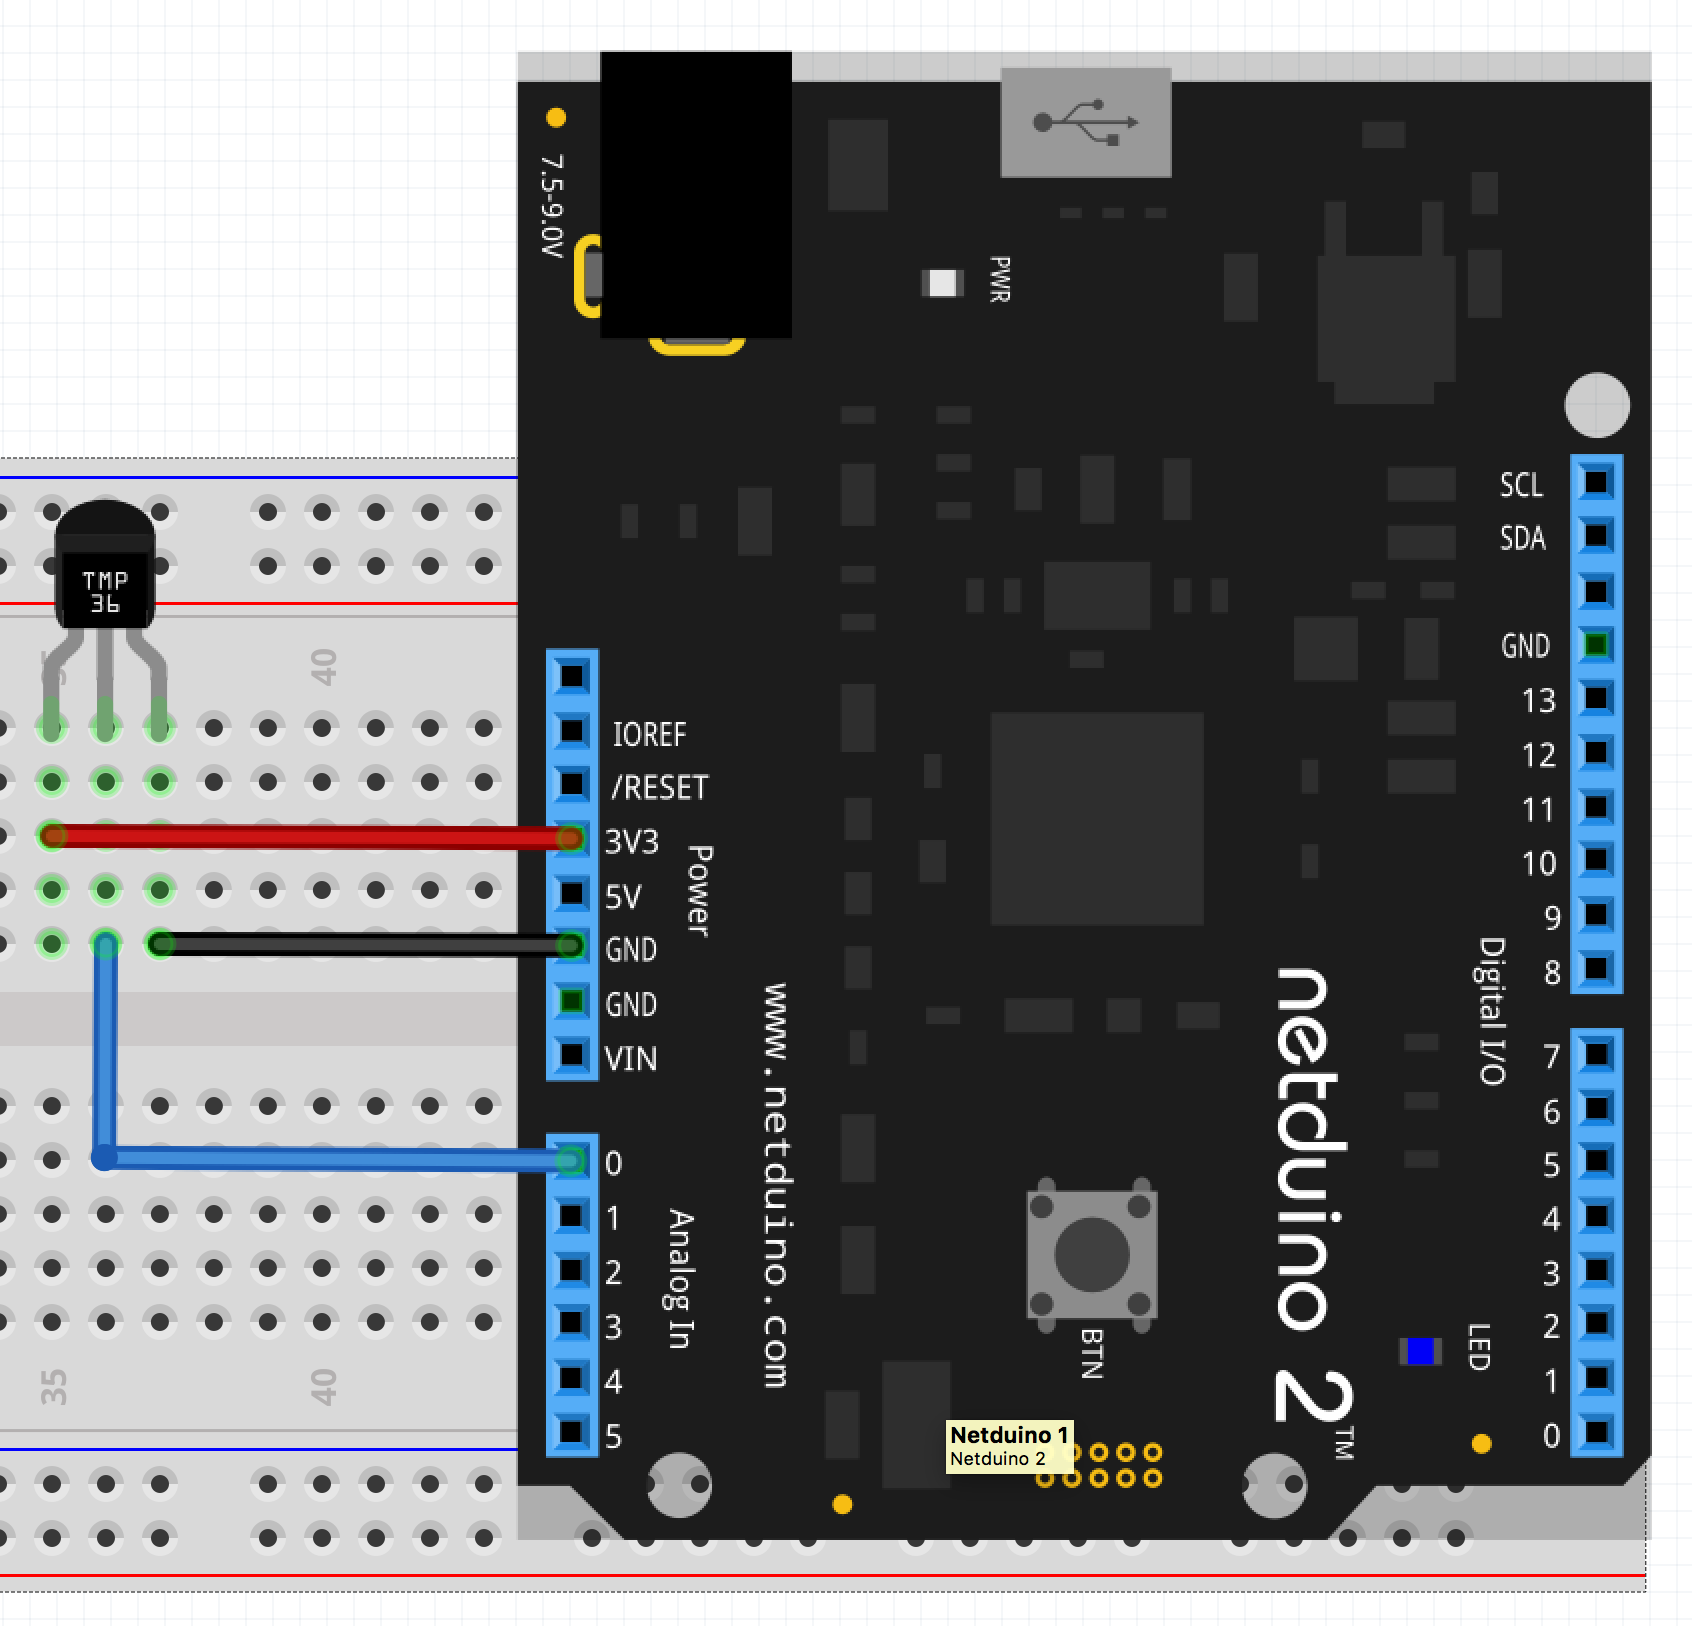 7.5-9.0V
PWR
TMP
36
35
40
IOREF
/RESET
3V3
5V
GND
GND
VIN
Power
0
1
2
3
4
5
Analog In
www.netduino.com
SCL
SDA
GND
13
12
11
10
9
8
7
6
5
4
3
2
1
0
Digital I/O
netduino 2™
BTN
LED
35
40
Netduino 1
Netduino 2